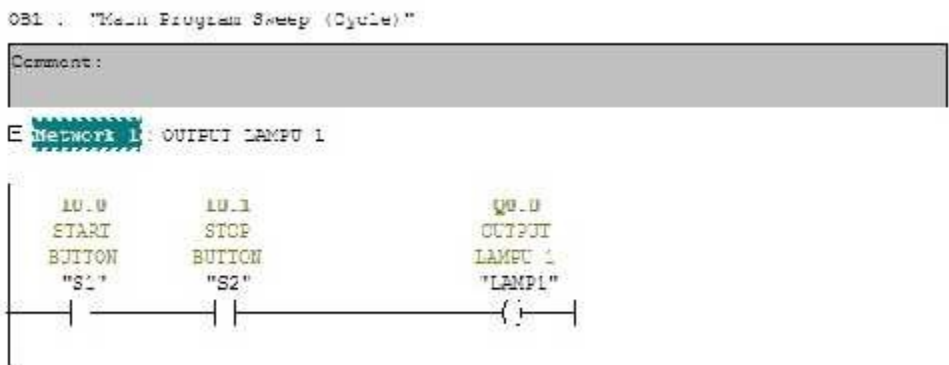 OB1 : "Main Program Sweep (Cycle)"
Comment:
Network 1: OUTPUT LAMPU 1
I0.0 I0.1 Q0.0
START STOP OUTPUT
BUTTON BUTTON LAMPU 1
"S1" "S2" "LAMP1"